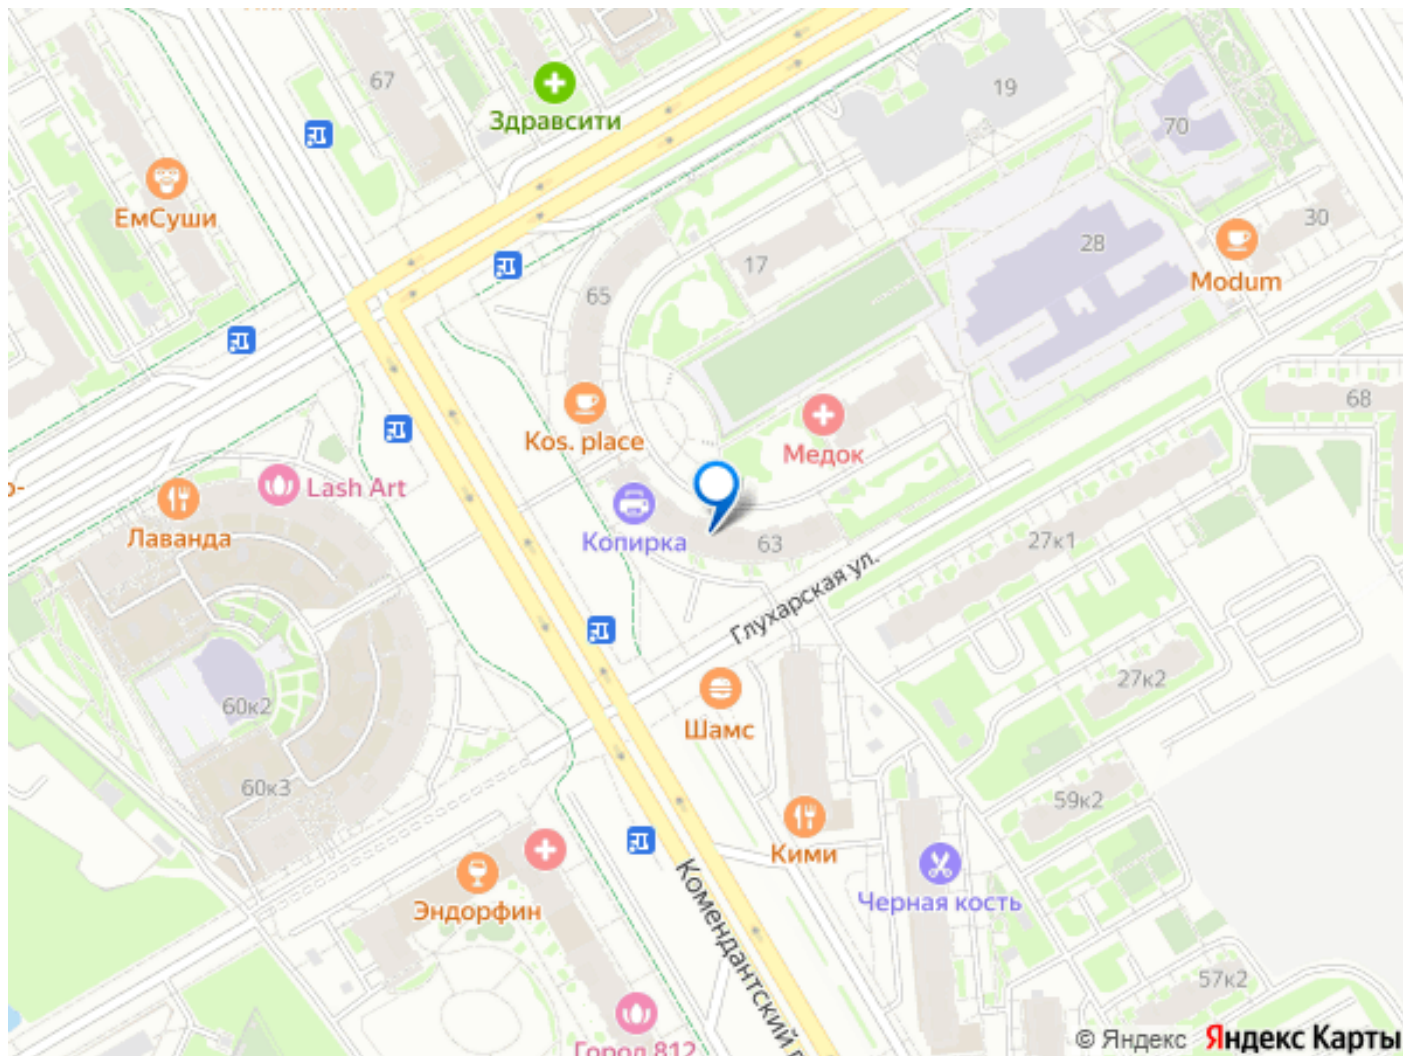 67
Здравсити
19
70
ЕмСуши
30
28
17
Modum
65
68
Kos. place
Медок
Lash Art
Лаванда
Копирка
63
27к1
Глухарская ул.
27к2
60к2
Шамс
60к3
59к2
Кими
Комендантский
Черная кость
Эндорфин
57к2
Город 812
© Яндекс Яндекс Карты